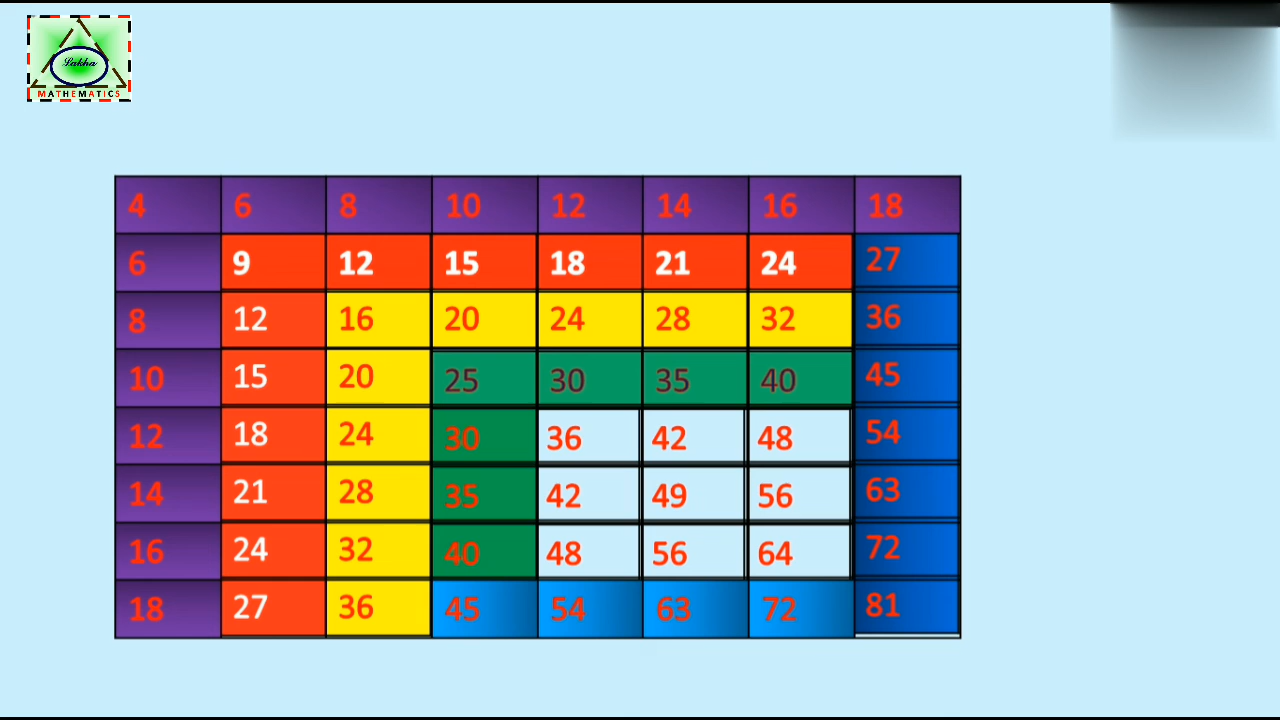 Lakha
MATHEMATICS
4 6 8 10 12 14 16 18
6 9 12 15 18 21 24 27
8 12 16 20 24 28 32 36
10 15 20 25 30 35 40 45
12 18 24 30 36 42 48 54
14 21 28 35 42 49 56 63
16 24 32 40 48 56 64 72
18 27 36 45 54 63 72 81